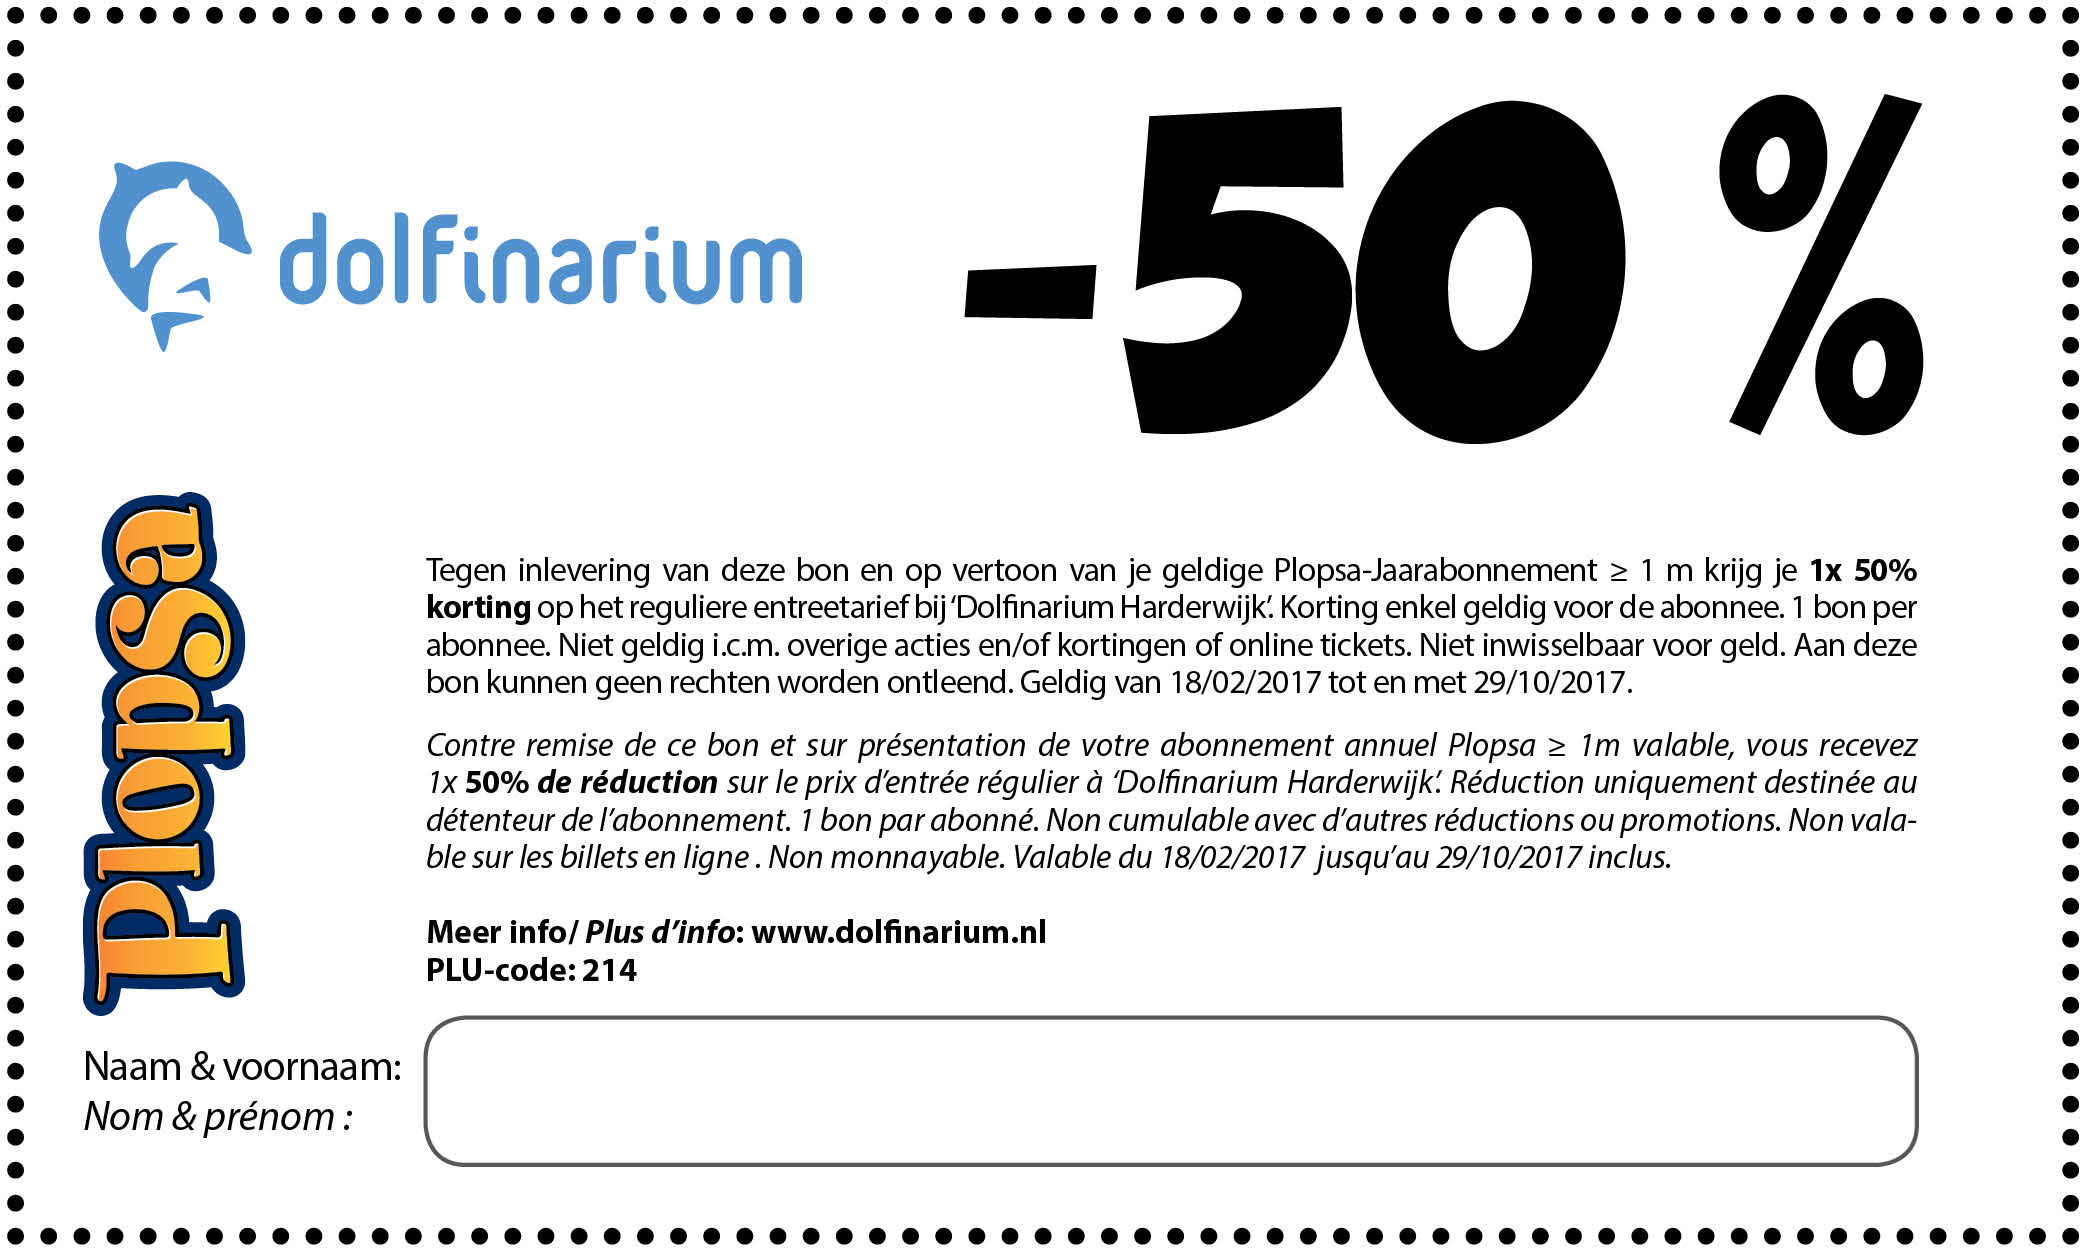 dolfinarium
-50 %
Plopsa
Tegen inlevering van deze bon en op vertoon van je geldige Plopsa-Jaarabonnement ≥ 1 m krijg je 1x 50%
korting op het reguliere entreetarief bij ‘Dolfinarium Harderwijk’. Korting enkel geldig voor de abonnee. 1 bon per
abonnee. Niet geldig i.c.m. overige acties en/of kortingen of online tickets. Niet inwisselbaar voor geld. Aan deze
bon kunnen geen rechten worden ontleend. Geldig van 18/02/2017 tot en met 29/10/2017.
Contre remise de ce bon et sur présentation de votre abonnement annuel Plopsa ≥ 1m valable, vous recevez
1x 50% de réduction sur le prix d’entrée régulier à ‘Dolfinarium Harderwijk’. Réduction uniquement destinée au
détenteur de l’abonnement. 1 bon par abonné. Non cumulable avec d’autres réductions ou promotions. Non vala-
ble sur les billets en ligne . Non monnayable. Valable du 18/02/2017 jusqu’au 29/10/2017 inclus.
Meer info/ Plus d’info: www.dolfinarium.nl
PLU-code: 214
Naam & voornaam:
Nom & prénom :